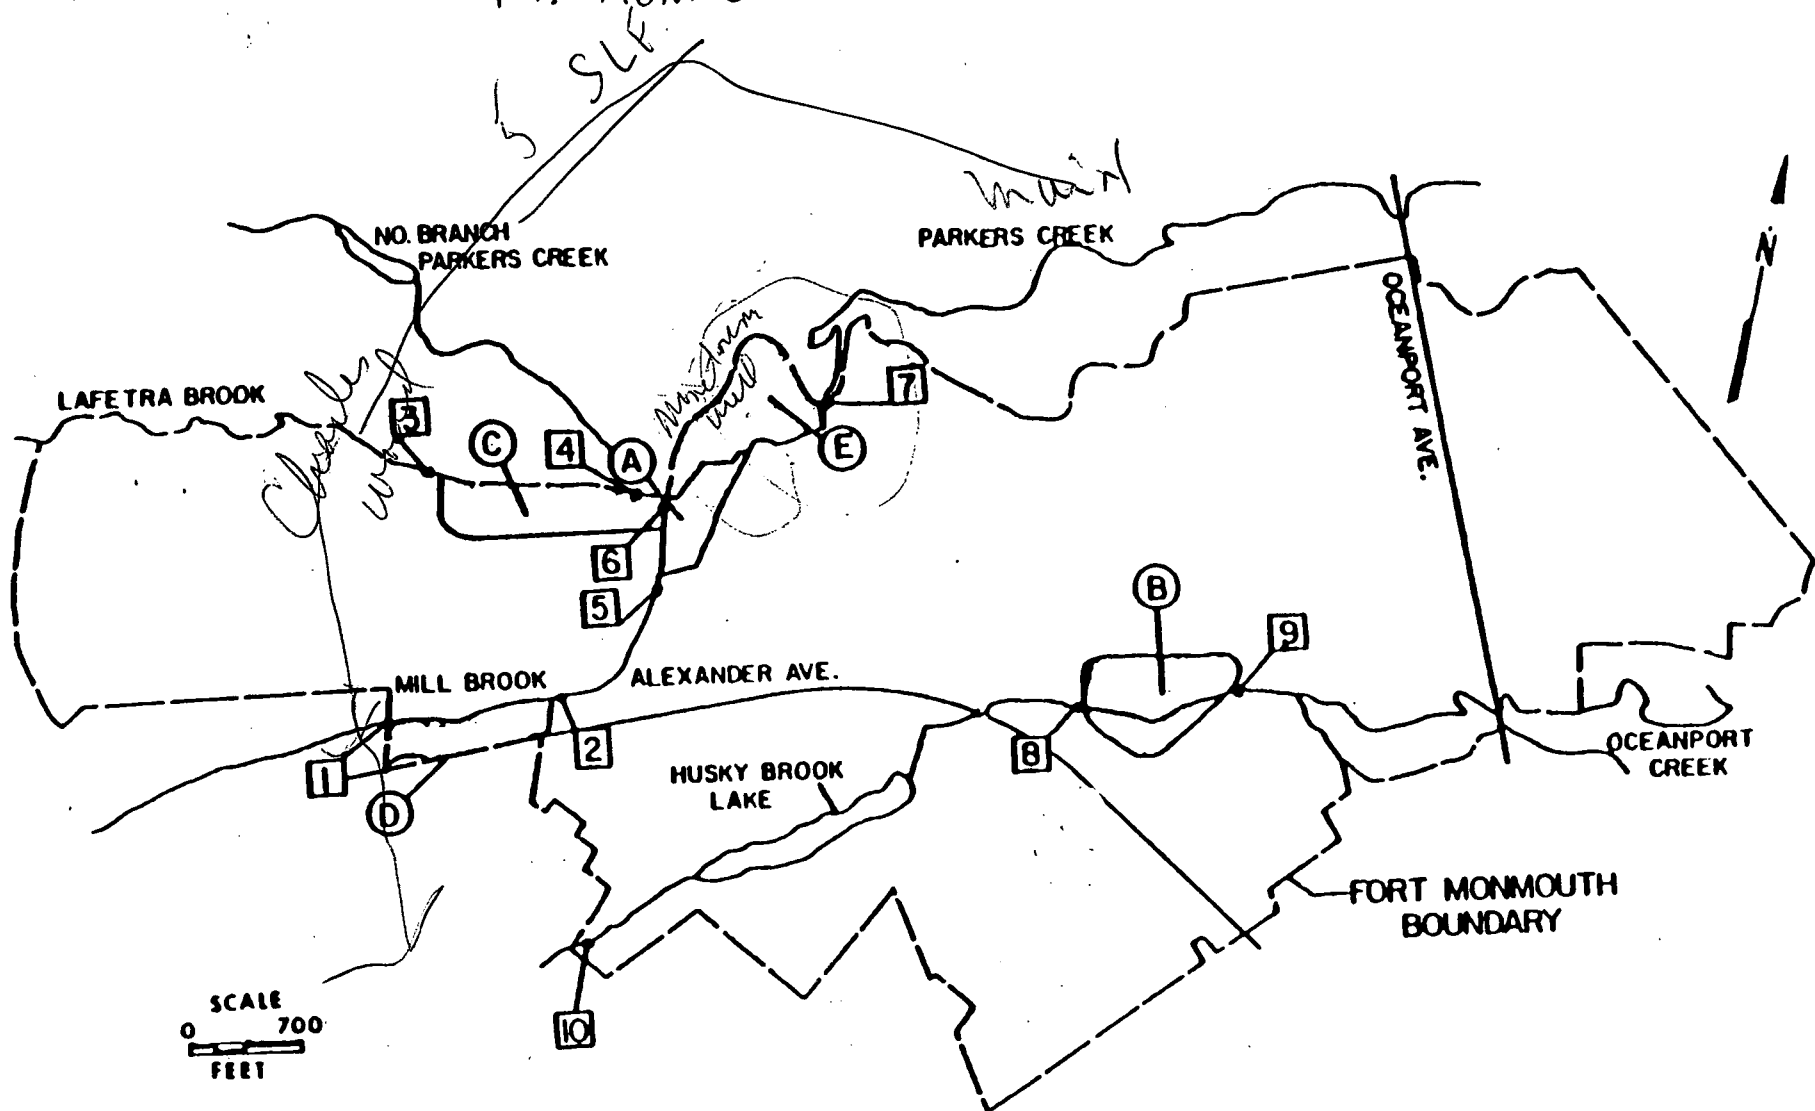 SLF
main
NO. BRANCH
PARKERS CREEK
PARKERS CREEK
N
OCEANPORT AVE.
LAFETRA BROOK
3
C
4
A
7
E
6
5
B
9
MILL BROOK
ALEXANDER AVE.
1
2
8
D
HUSKY BROOK
LAKE
OCEANPORT
CREEK
FORT MONMOUTH
BOUNDARY
SCALE
0 700
FEET
10